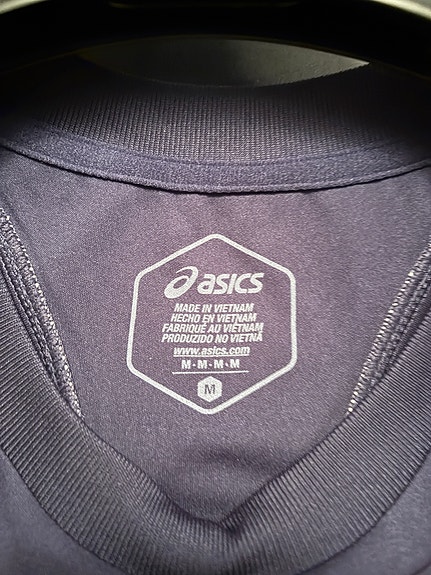 asics
MADE IN VIETNAM
HECHO EN VIETNAM
FABRIQUÉ AU VIÊTNAM
PRODUZIDO NO VIETNÃ
www.asics.com
M·M·M·M
M